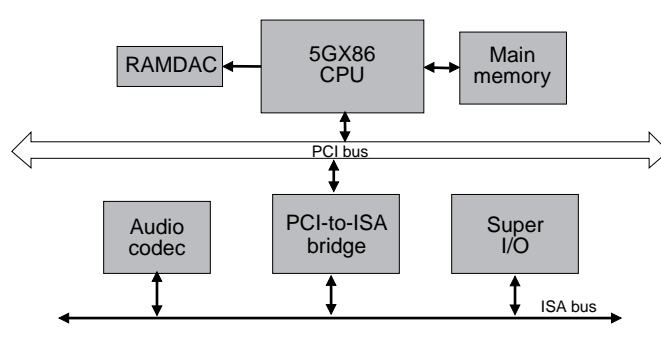 RAMDAC
5GX86
CPU
Main
memory
PCI bus
Audio
codec
PCI-to-ISA
bridge
Super
I/O
ISA bus